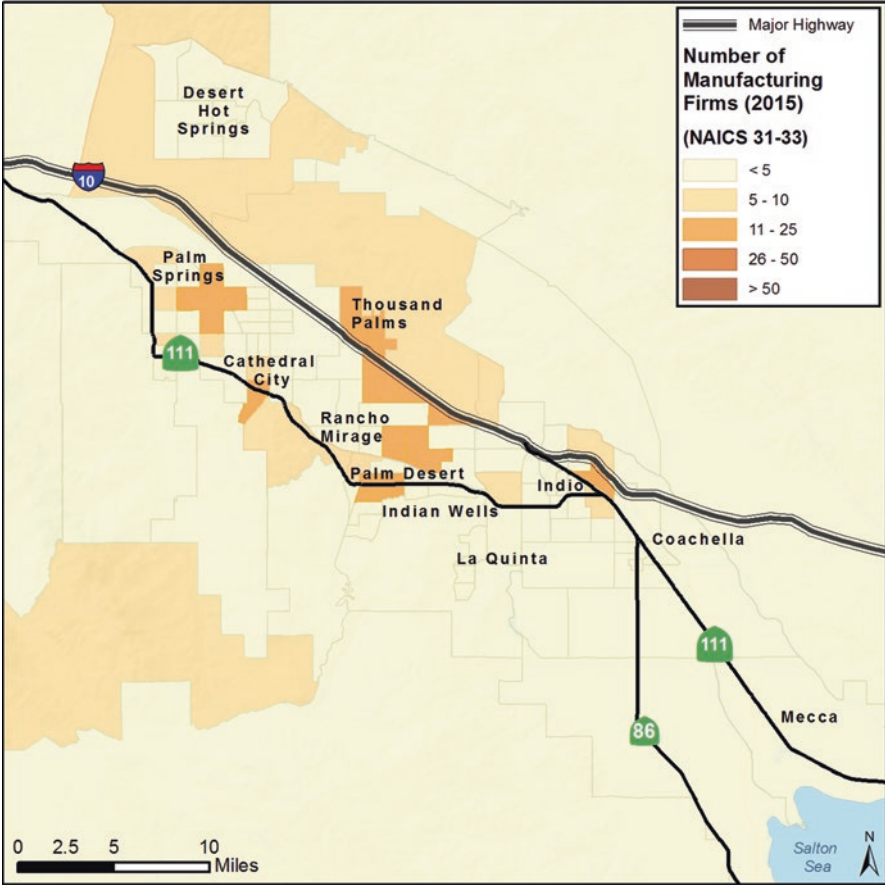 Major Highway
Number of
Manufacturing
Firms (2015)
(NAICS 31-33)
< 5
5 - 10
11 - 25
26 - 50
> 50
Desert
Hot
Springs
10
Palm
Springs
Thousand
Palms
111
Cathedral
City
Rancho
Mirage
Palm Desert
Indio
Indian Wells
Coachella
La Quinta
111
Mecca
86
0 2.5 5 10
Miles
Salton
Sea
N